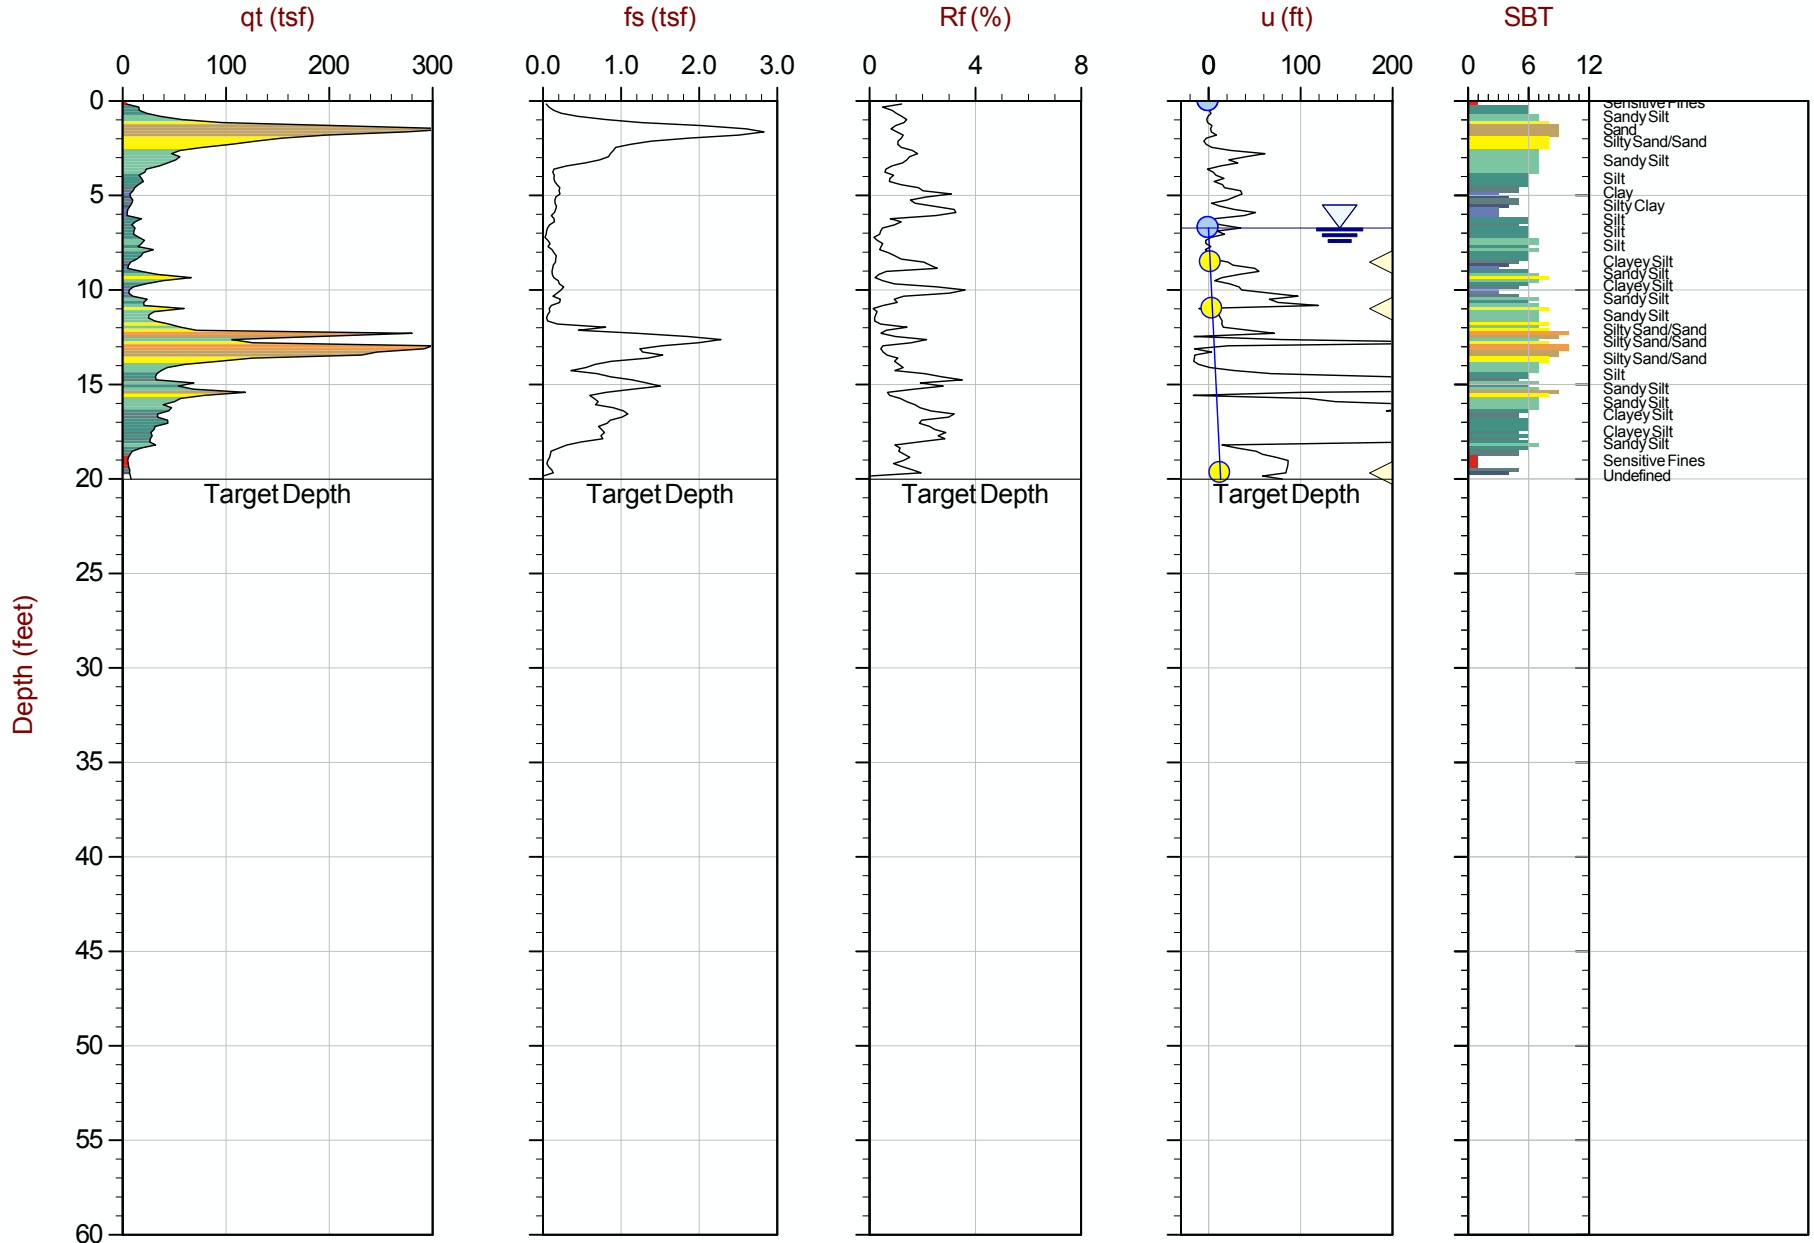 qt (tsf) fs (tsf) Rf (%) u (ft) SBT
0 100 200 300 0.0 1.0 2.0 3.0 0 4 8 0 100 200 0 6 12
0
Sensitive Fines
Sandy Silt
Sand
Silty Sand/Sand
Sandy Silt
Silt
5
Clay
Silty Clay
Silt
Silt
Silt
Clayey Silt
Sandy Silt
Clayey Silt
10
Sandy Silt
Sandy Silt
Silty Sand/Sand
Silty Sand/Sand
Silty Sand/Sand
Silt
15
Sandy Silt
Sandy Silt
Clayey Silt
Clayey Silt
Sandy Silt
Sensitive Fines
Undefined
20
Target Depth Target Depth Target Depth Target Depth
25
30
Depth (feet)
35
40
45
50
55
60